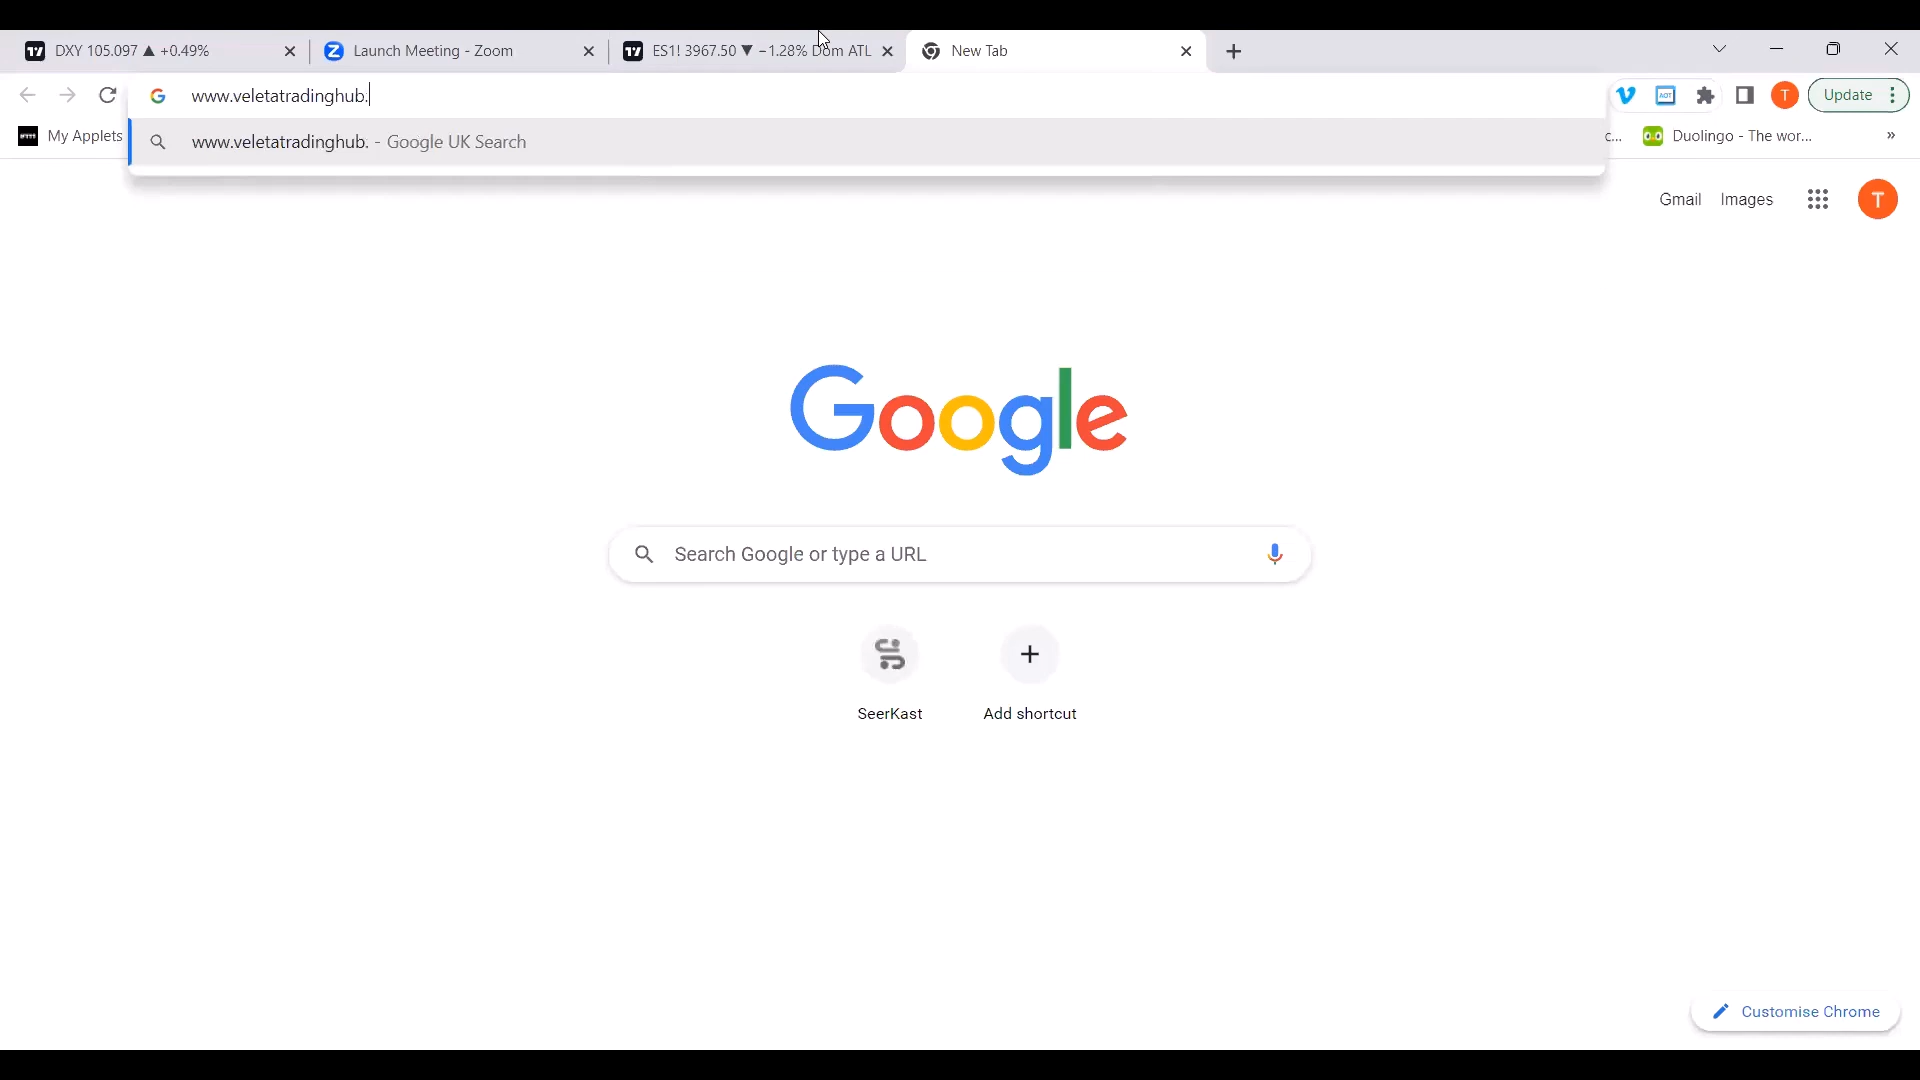 DXY 105.097 ▲ +0.49%
Launch Meeting - Zoom
ES1! 3967.50 ▼ −1.28% Dom ATL
New Tab
www.veletatradinghub.
Update
My Applets
www.veletatradinghub. - Google UK Search
c...
Duolingo - The wor...
»
Gmail
Images
T
Google
Search Google or type a URL
SeerKast
Add shortcut
Customise Chrome